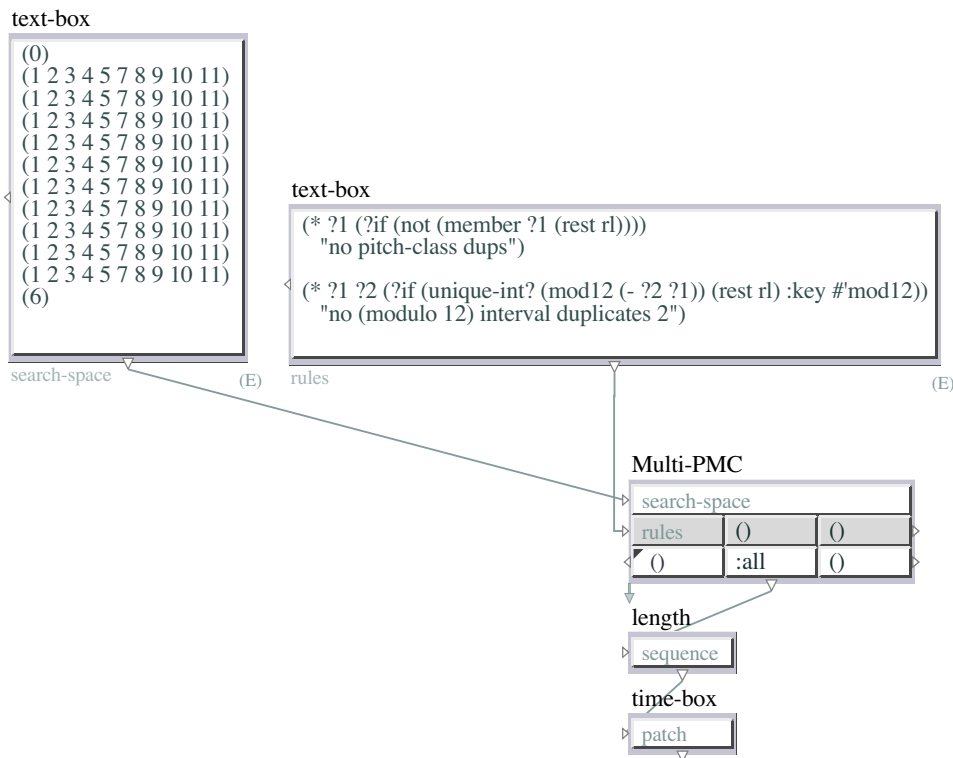 text-box
(0)
(1 2 3 4 5 7 8 9 10 11)
(1 2 3 4 5 7 8 9 10 11)
(1 2 3 4 5 7 8 9 10 11)
(1 2 3 4 5 7 8 9 10 11)
(1 2 3 4 5 7 8 9 10 11)
(1 2 3 4 5 7 8 9 10 11)
(1 2 3 4 5 7 8 9 10 11)
(1 2 3 4 5 7 8 9 10 11)
(1 2 3 4 5 7 8 9 10 11)
(1 2 3 4 5 7 8 9 10 11)
(6)
search-space (E)
text-box
(* ?1 (?if (not (member ?1 (rest rl))))
"no pitch-class dups")
(* ?1 ?2 (?if (unique-int? (mod12 (- ?2 ?1)) (rest rl) :key #'mod12))
"no (modulo 12) interval duplicates 2")
rules (E)
Multi-PMC
search-space
rules () ()
() :all ()
length
sequence
time-box
patch